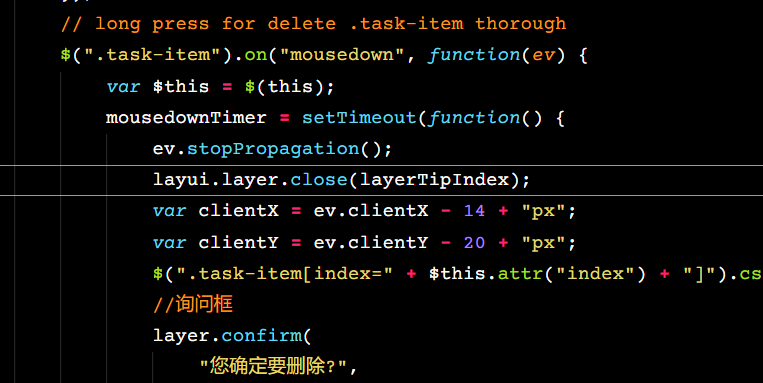 // long press for delete .task-item thorough
$(".task-item").on("mousedown", function(ev) {
var $this = $(this);
mousedownTimer = setTimeout(function() {
ev.stopPropagation();
layui.layer.close(layerTipIndex);
var clientX = ev.clientX - 14 + "px";
var clientY = ev.clientY - 20 + "px";
$(".task-item[index=" + $this.attr("index") + "]").cs
//询问框
layer.confirm(
"您确定要删除?",